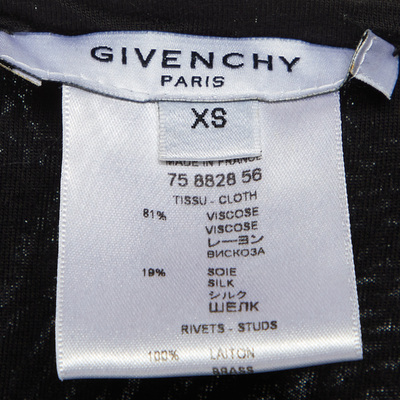 GIVENCHY
PARIS
XS
MADE IN FRANCE
75 8828 56
TISSU - CLOTH
81% VISCOSE
VISCOSE
レーヨン
ВИСКОЗА
19% SOIE
SILK
シルク
ШЕЛК
RIVETS - STUDS
100% LAITON
BRASS